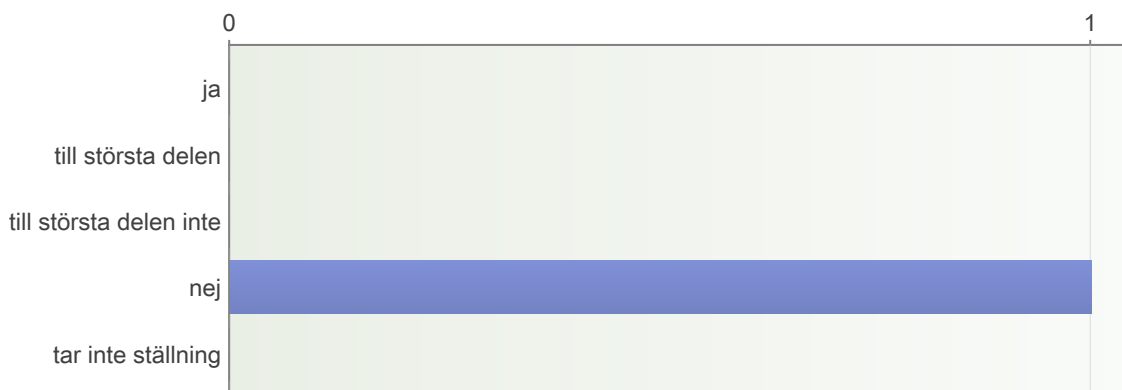 0 1
ja
till största delen
till största delen inte
nej
tar inte ställning